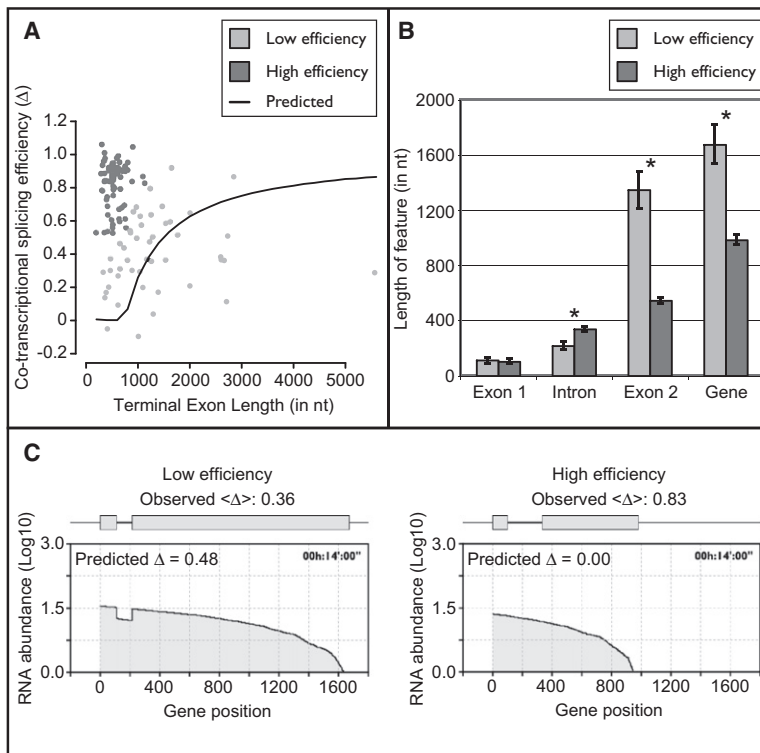 A
Low efficiency
High efficiency
Predicted
Co-transcriptional splicing efficiency (Δ)
1.2
1.0
0.8
0.6
0.4
0.2
0
-0.2
0 1000 2000 3000 4000 5000
Terminal Exon Length (in nt)
B
Low efficiency
High efficiency
Length of feature (in nt)
2000
1600
1200
800
400
0
* * *
*
Exon 1 Intron Exon 2 Gene
C
Low efficiency
Observed <Δ>: 0.36
RNA abundance (Log10)
3.0
1.5
0.0
Predicted Δ = 0.48 00h:14':00"
0 400 800 1200 1600
Gene position
High efficiency
Observed <Δ>: 0.83
RNA abundance (Log10)
3.0
1.5
0.0
Predicted Δ = 0.00 00h:14':00"
0 400 800 1200 1600
Gene position